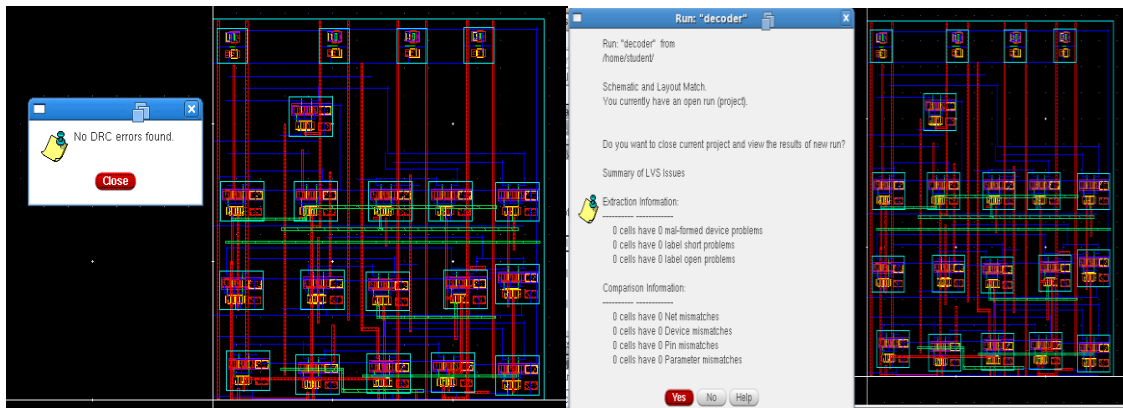 No DRC errors found.
Close
Run: "decoder"
Run: "decoder" from
/home/student/
Schematic and Layout Match.
You currently have an open run (project).
Do you want to close current project and view the results of new run?
Summary of LVS Issues
Extraction Information:
---------- ------------
0 cells have 0 mal-formed device problems
0 cells have 0 label short problems
0 cells have 0 label open problems
Comparison Information:
---------- ------------
0 cells have 0 Net mismatches
0 cells have 0 Device mismatches
0 cells have 0 Pin mismatches
0 cells have 0 Parameter mismatches
Yes No Help